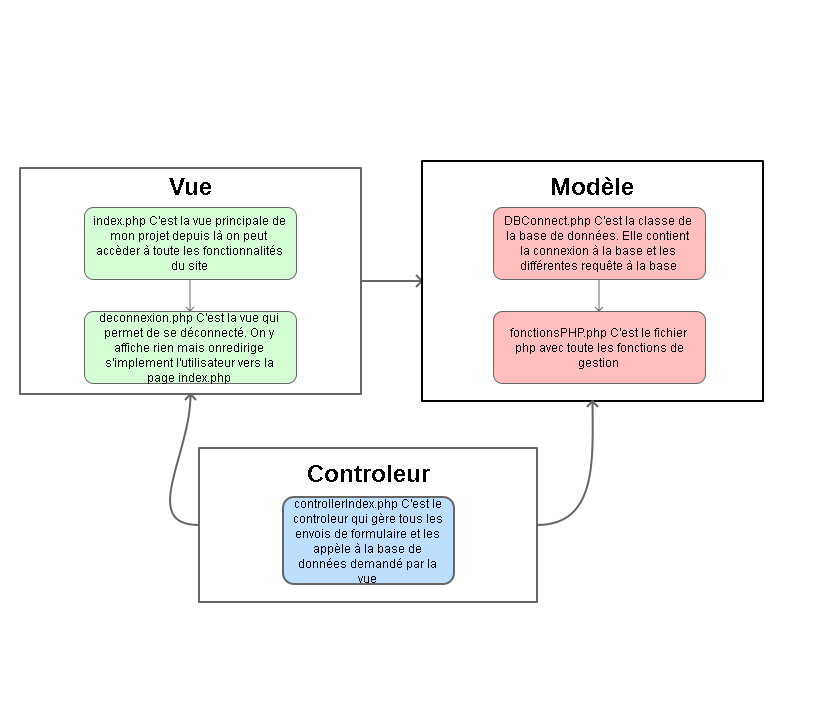 Vue
index.php C'est la vue principale de
mon projet depuis là on peut
accèder à toute les fonctionnalités
du site
deconnexion.php C'est la vue qui
permet de se déconnecté. On y
affiche rien mais onredirige
s'implement l'utilisateur vers la
page index.php
Modèle
DBConnect.php C'est la classe de
la base de données. Elle contient
la connexion à la base et les
différentes requête à la base
fonctionsPHP.php C'est le fichier
php avec toute les fonctions de
gestion
Controleur
controllerIndex.php C'est le
controleur qui gère tous les
envois de formulaire et les
appèle à la base de
données demandé par la
vue